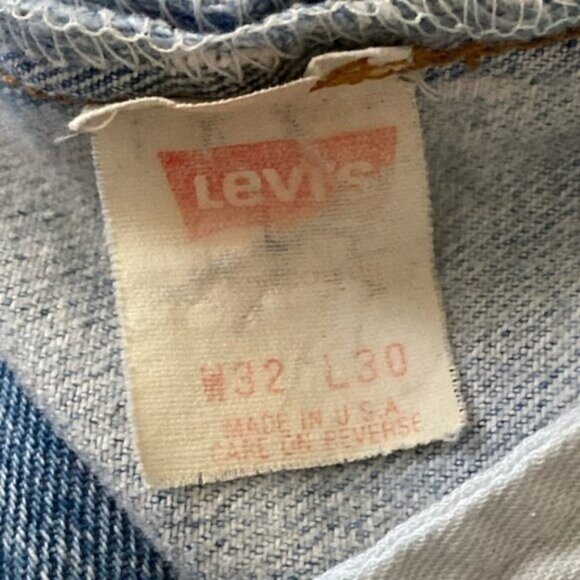 Levi's
W32 L30
MADE IN U.S.A
CARE ON REVERSE